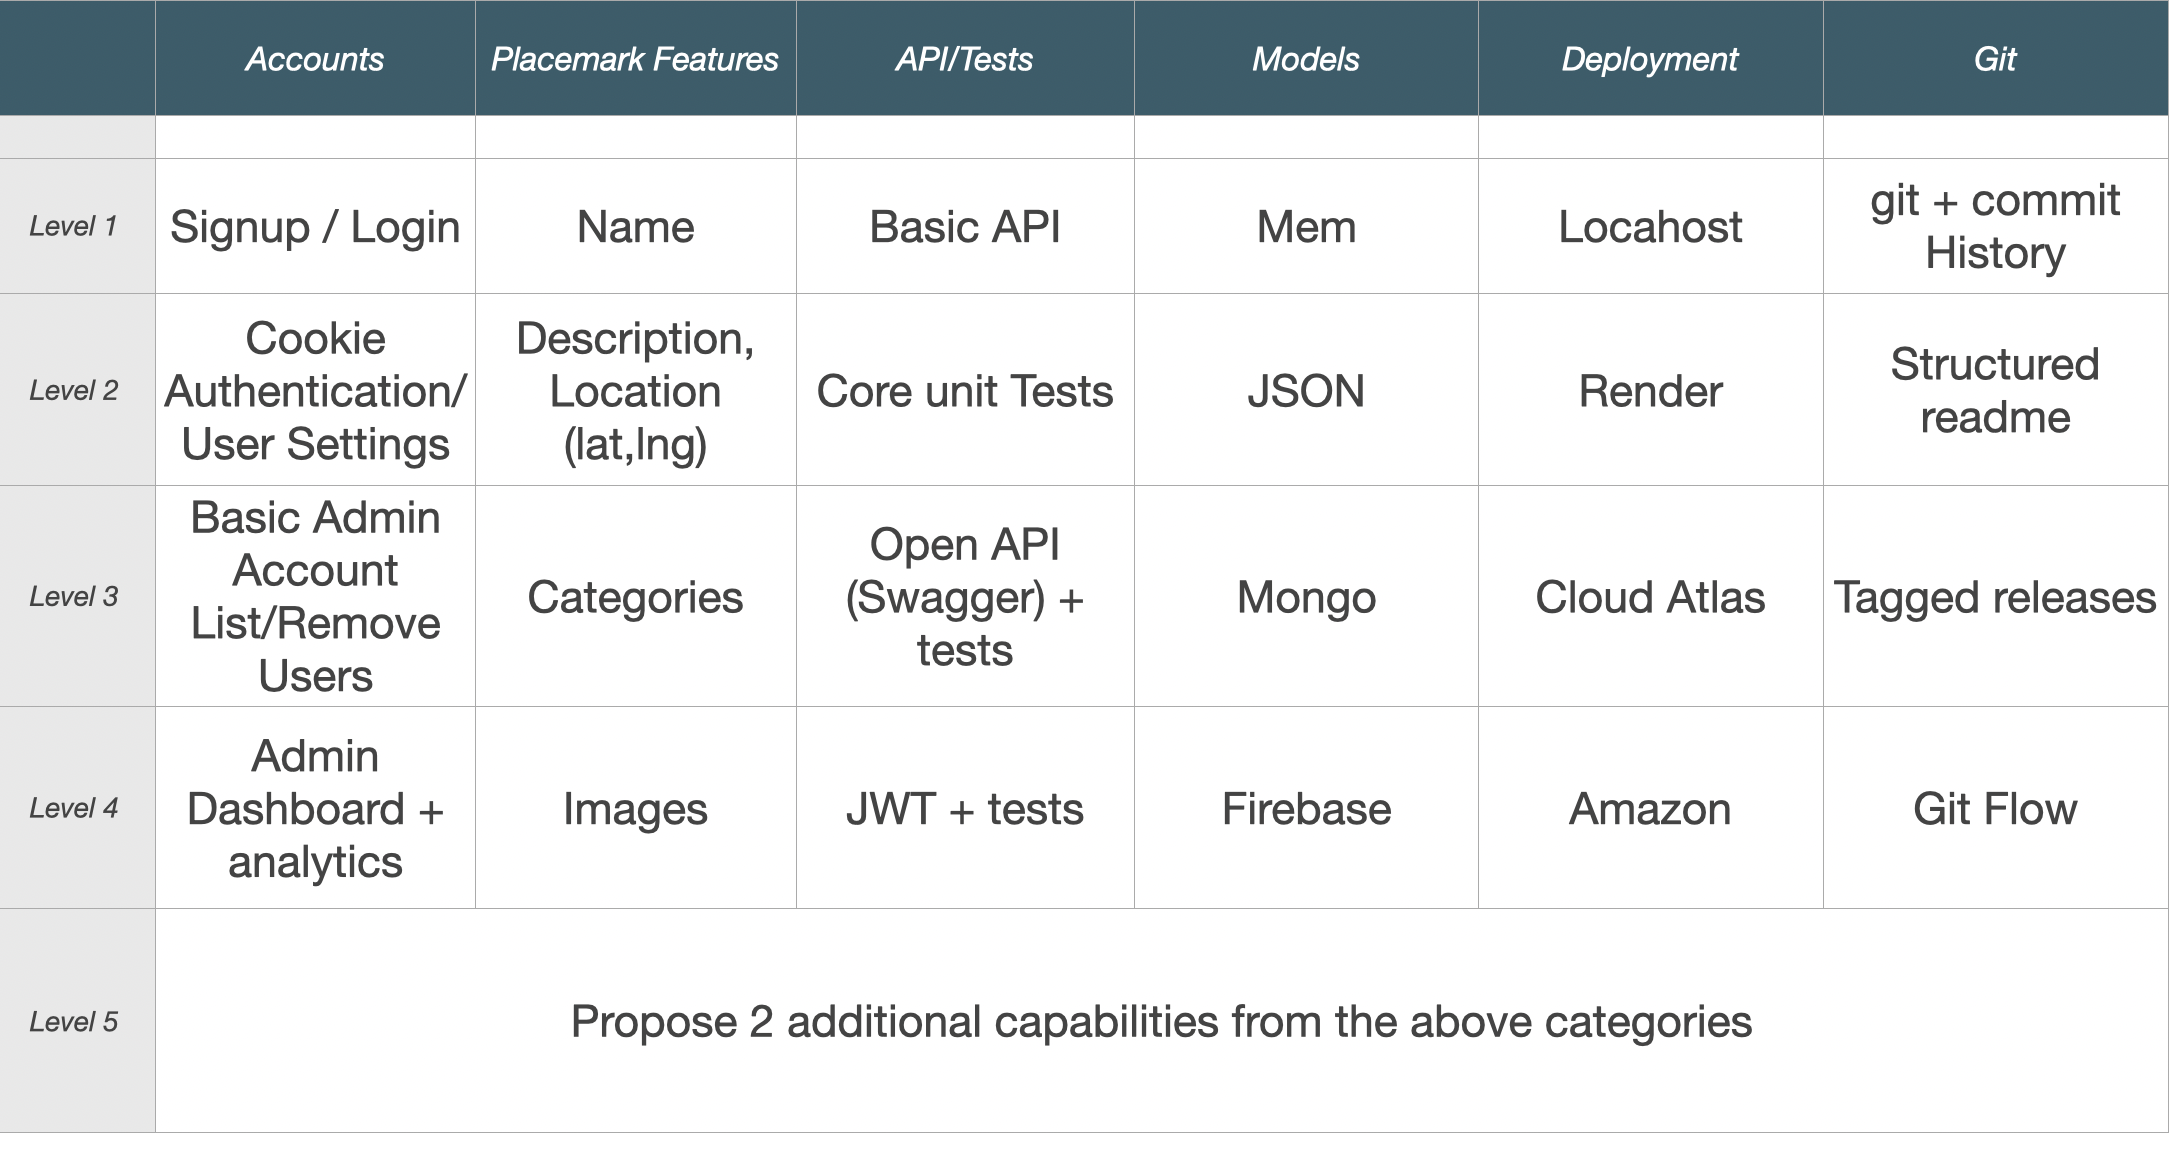 Accounts
Placemark Features
API/Tests
Models
Deployment
Git
Level 1
Signup / Login
Name
Basic API
Mem
Locahost
git + commit
History
Level 2
Cookie
Authentication/
User Settings
Description,
Location
(lat,lng)
Core unit Tests
JSON
Render
Structured
readme
Level 3
Basic Admin
Account
List/Remove
Users
Categories
Open API
(Swagger) +
tests
Mongo
Cloud Atlas
Tagged releases
Level 4
Admin
Dashboard +
analytics
Images
JWT + tests
Firebase
Amazon
Git Flow
Level 5
Propose 2 additional capabilities from the above categories